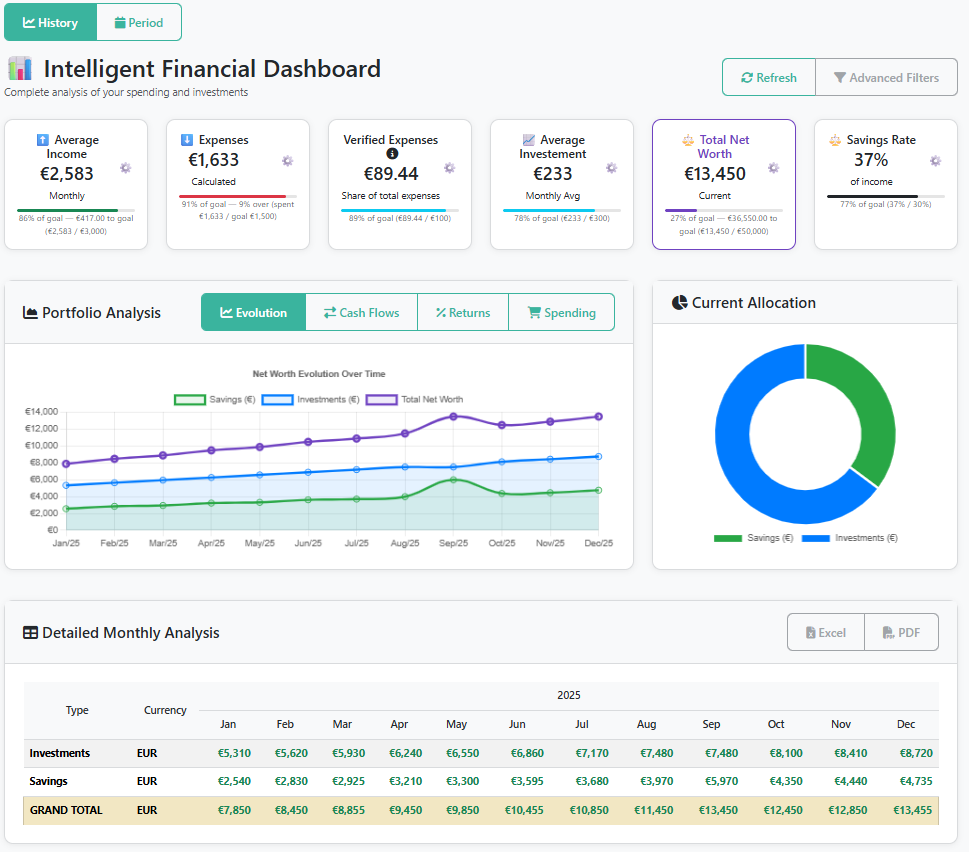 History
Period
Intelligent Financial Dashboard
Complete analysis of your spending and investments
Refresh
Advanced Filters
Average
Income
€2,583
Monthly
86% of goal — €417.00 to goal
(€2,583 / €3,000)
Expenses
€1,633
Calculated
91% of goal — 9% over (spent
€1,633 / goal €1,500)
Verified Expenses
€89.44
Share of total expenses
89% of goal (€89.44 / €100)
Average
Investement
€233
Monthly Avg
78% of goal (€233 / €300)
Total Net
Worth
€13,450
Current
27% of goal — €36,550.00 to
goal (€13,450 / €50,000)
Savings Rate
37%
of income
77% of goal (37% / 30%)
Portfolio Analysis
Evolution
Cash Flows
Returns
Spending
Net Worth Evolution Over Time
Savings (€) Investments (€) Total Net Worth
€14,000
€12,000
€10,000
€8,000
€6,000
€4,000
€2,000
€0
Jan/25 Feb/25 Mar/25 Apr/25 May/25 Jun/25 Jul/25 Aug/25 Sep/25 Oct/25 Nov/25 Dec/25
Current Allocation
Savings (€) Investments (€)
Detailed Monthly Analysis
Excel
PDF
Type Currency 2025
Jan Feb Mar Apr May Jun Jul Aug Sep Oct Nov Dec
Investments EUR €5,310 €5,620 €5,930 €6,240 €6,550 €6,860 €7,170 €7,480 €7,480 €8,100 €8,410 €8,720
Savings EUR €2,540 €2,830 €2,925 €3,210 €3,300 €3,595 €3,680 €3,970 €5,970 €4,350 €4,440 €4,735
GRAND TOTAL EUR €7,850 €8,450 €8,855 €9,450 €9,850 €10,455 €10,850 €11,450 €13,450 €12,450 €12,850 €13,455